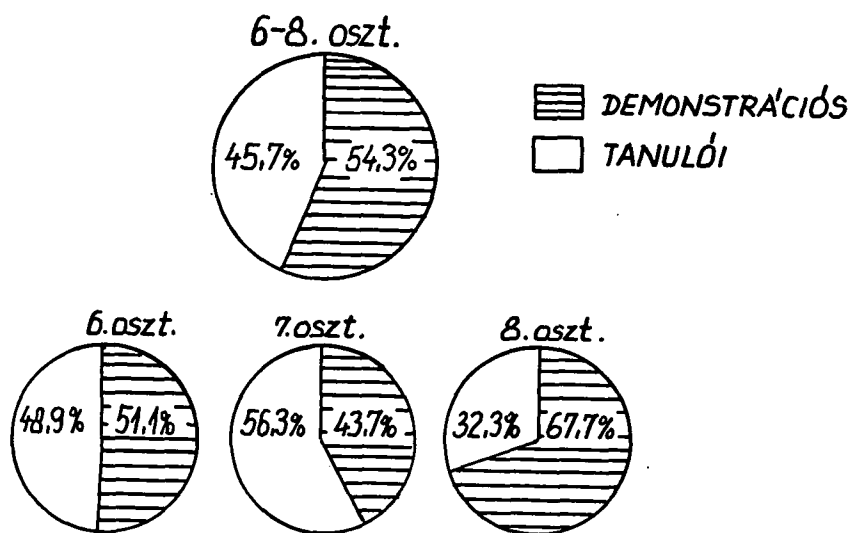 6-8. oszt.
DEMONSTRÁCIÓS
TANULÓI
45,7%
54,3%
6. oszt.
7. oszt.
8. oszt.
48,9%
51,1%
56,3%
43,7%
32,3%
67,7%